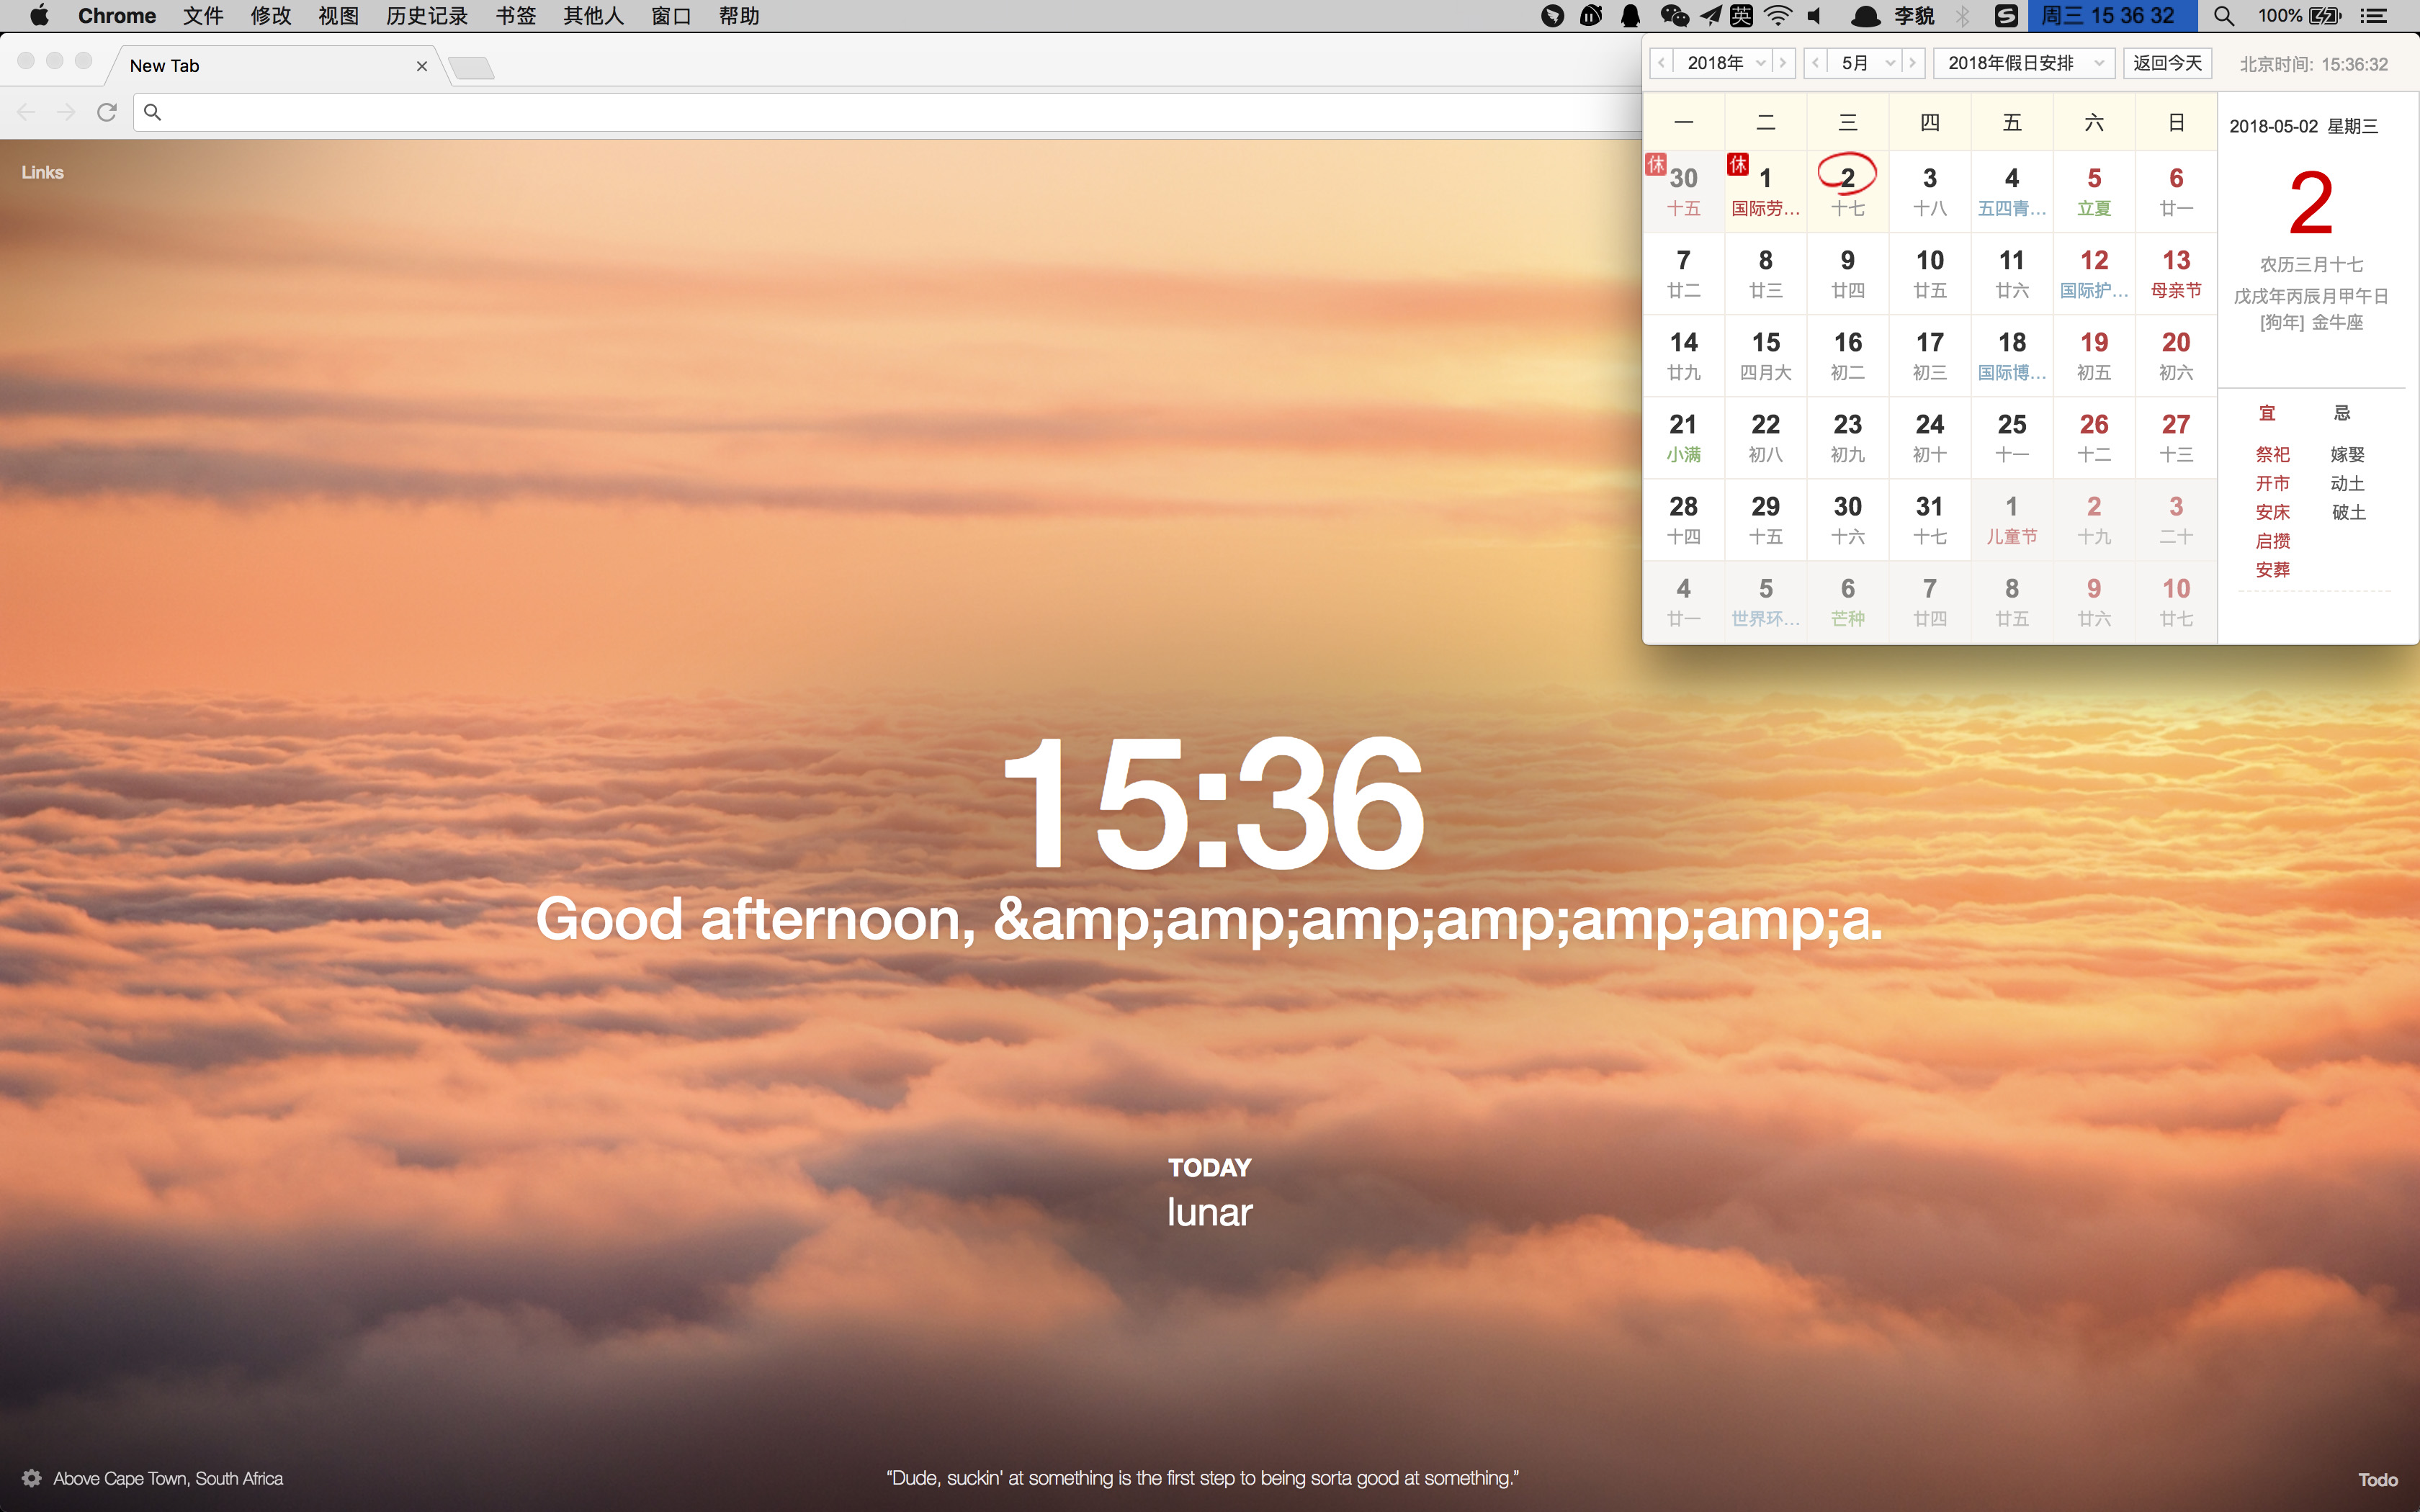 Chrome 文件 修改 视图 历史记录 书签 其他人 窗口 帮助 英 李貌 周三 15 36 32 100%
New Tab
2018年 5月 2018年假日安排 返回今天 北京时间: 15:36:32
Links
一 二 三 四 五 六 日
休 30 休 1 2 3 4 5 6
十五 国际劳... 十七 十八 五四青... 立夏 廿一
7 8 9 10 11 12 13
廿二 廿三 廿四 廿五 廿六 国际护... 母亲节
14 15 16 17 18 19 20
廿九 四月大 初二 初三 国际博... 初五 初六
21 22 23 24 25 26 27
小满 初八 初九 初十 十一 十二 十三
28 29 30 31 1 2 3
十四 十五 十六 十七 儿童节 十九 二十
4 5 6 7 8 9 10
廿一 世界环... 芒种 廿四 廿五 廿六 廿七
2018-05-02 星期三
2
农历三月十七
戊戌年丙辰月甲午日
[狗年] 金牛座
宜 忌
祭祀 嫁娶
开市 动土
安床 破土
启攒
安葬
15:36
Good afternoon, &amp;amp;amp;amp;amp;amp;a.
TODAY
lunar
Above Cape Town, South Africa
“Dude, suckin' at something is the first step to being sorta good at something.”
Todo